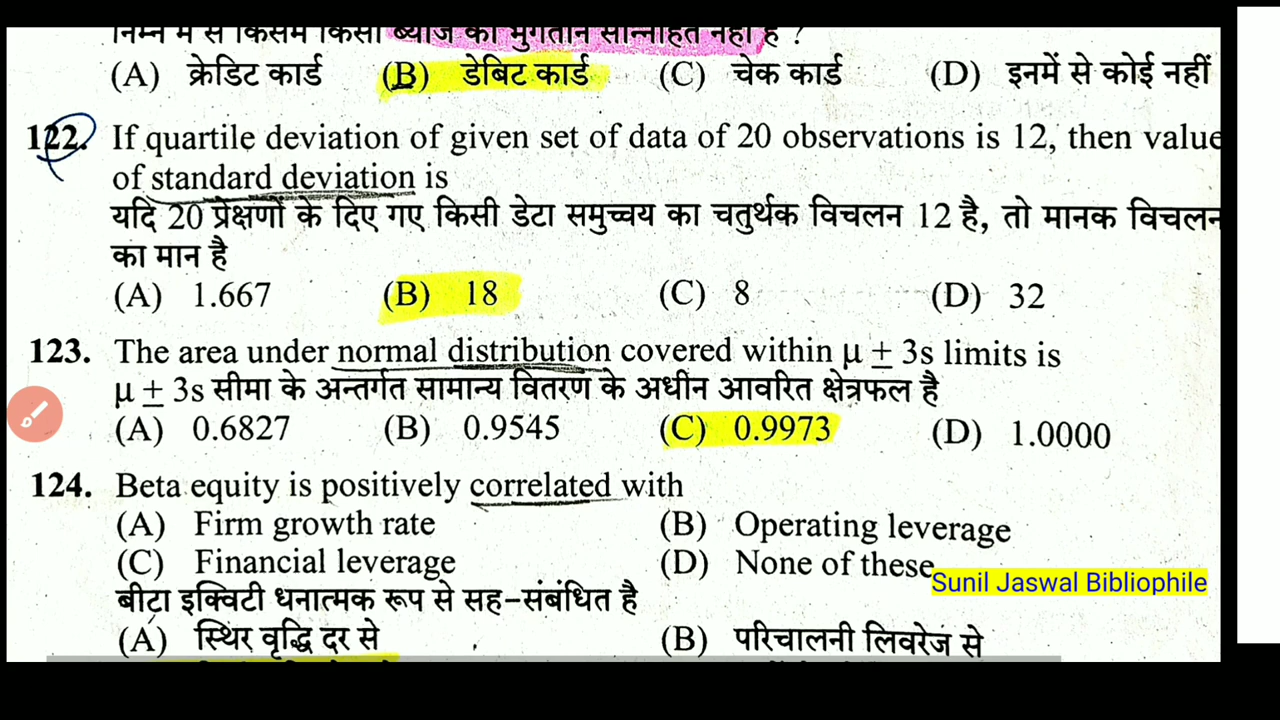 निम्न में से किसमें किसी ब्याज का भुगतान सन्निहित नहीं है ?
(A) क्रेडिट कार्ड (B) डेबिट कार्ड (C) चेक कार्ड (D) इनमें से कोई नहीं
122. If quartile deviation of given set of data of 20 observations is 12, then value
of standard deviation is
यदि 20 प्रेक्षणों के दिए गए किसी डेटा समुच्चय का चतुर्थक विचलन 12 है, तो मानक विचलन
का मान है
(A) 1.667 (B) 18 (C) 8 (D) 32
123. The area under normal distribution covered within μ ± 3s limits is
μ ± 3s सीमा के अन्तर्गत सामान्य वितरण के अधीन आवरित क्षेत्रफल है
(A) 0.6827 (B) 0.9545 (C) 0.9973 (D) 1.0000
124. Beta equity is positively correlated with
(A) Firm growth rate (B) Operating leverage
(C) Financial leverage (D) None of these
Sunil Jaswal Bibliophile
बीटा इक्विटी धनात्मक रूप से सह-संबंधित है
(A) स्थिर वृद्धि दर से (B) परिचालनी लिवरेज से